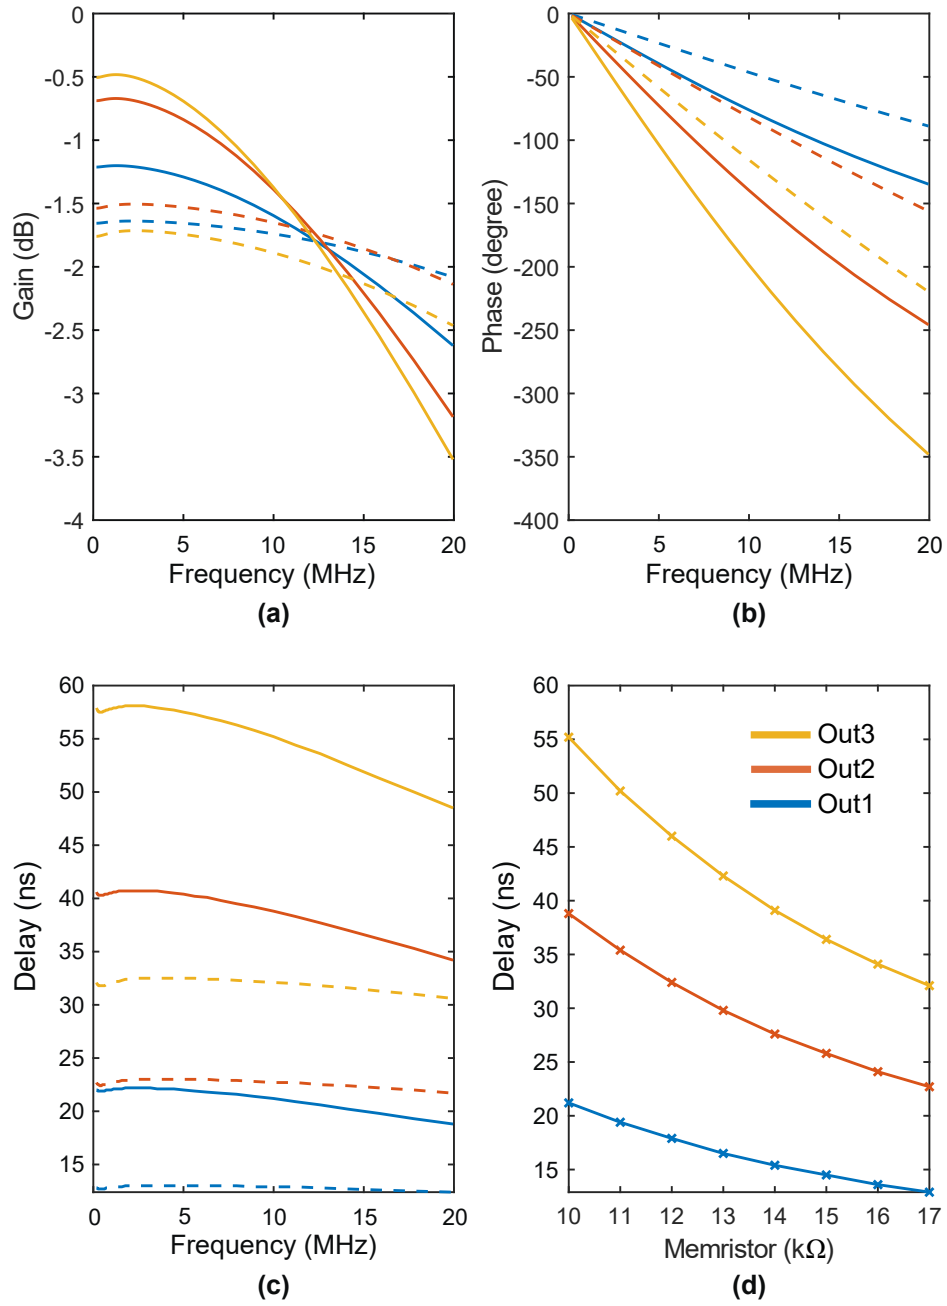 0
-0.5
-1
-1.5
-2
-2.5
-3
-3.5
-4
Gain (dB)
0 5 10 15 20
Frequency (MHz)
(a)
0
-50
-100
-150
-200
-250
-300
-350
-400
Phase (degree)
0 5 10 15 20
Frequency (MHz)
(b)
60
55
50
45
40
35
30
25
20
15
Delay (ns)
0 5 10 15 20
Frequency (MHz)
(c)
60
55
50
45
40
35
30
25
20
15
Delay (ns)
Out3
Out2
Out1
10 11 12 13 14 15 16 17
Memristor (kΩ)
(d)